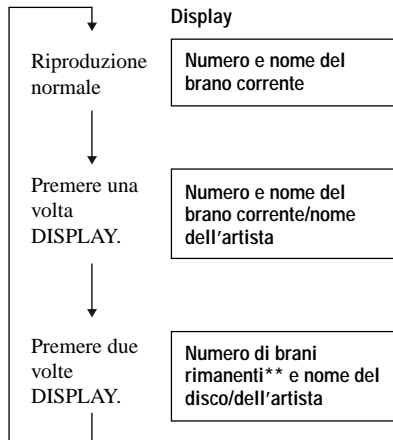 Display
Riproduzione
normale
Numero e nome del
brano corrente
Premere una
volta
DISPLAY.
Numero e nome del
brano corrente/nome
dell'artista
Premere due
volte
DISPLAY.
Numero di brani
rimanenti** e nome del
disco/dell'artista